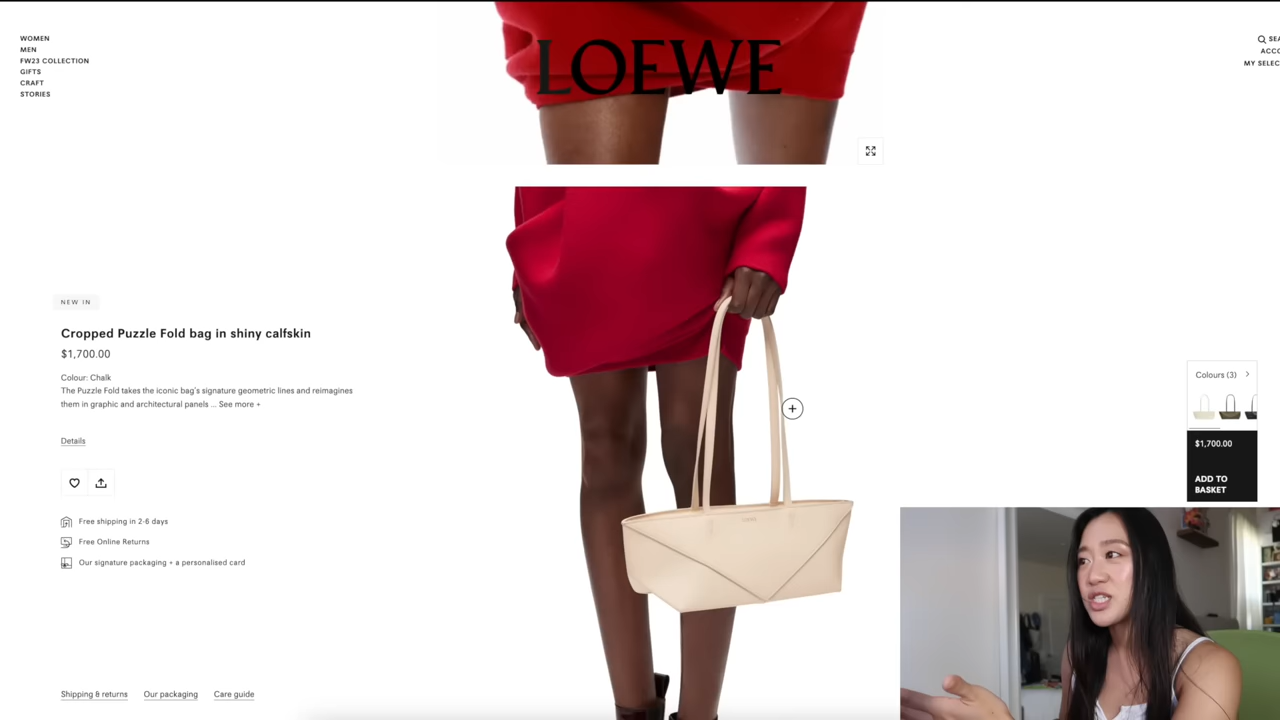 WOMEN
MEN
FW23 COLLECTION
GIFTS
CRAFT
STORIES
LOEWE
NEW IN
Cropped Puzzle Fold bag in shiny calfskin
$1,700.00
Colour: Chalk
The Puzzle Fold takes the iconic bag's signature geometric lines and reimagines
them in graphic and architectural panels ... See more +
Details
Free shipping in 2-6 days
Free Online Returns
Our signature packaging + a personalised card
Shipping & returns Our packaging Care guide
Colours (3)
$1,700.00
ADD TO
BASKET